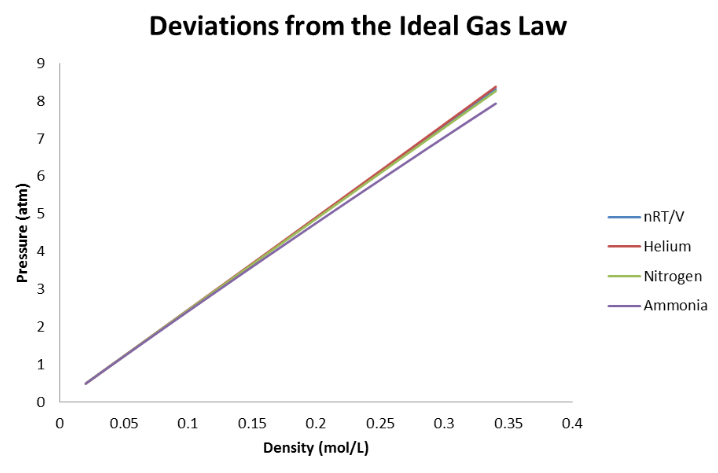 Deviations from the Ideal Gas Law
9
8
7
6
5
4
3
2
1
0
Pressure (atm)
0 0.05 0.1 0.15 0.2 0.25 0.3 0.35 0.4
Density (mol/L)
nRT/V
Helium
Nitrogen
Ammonia